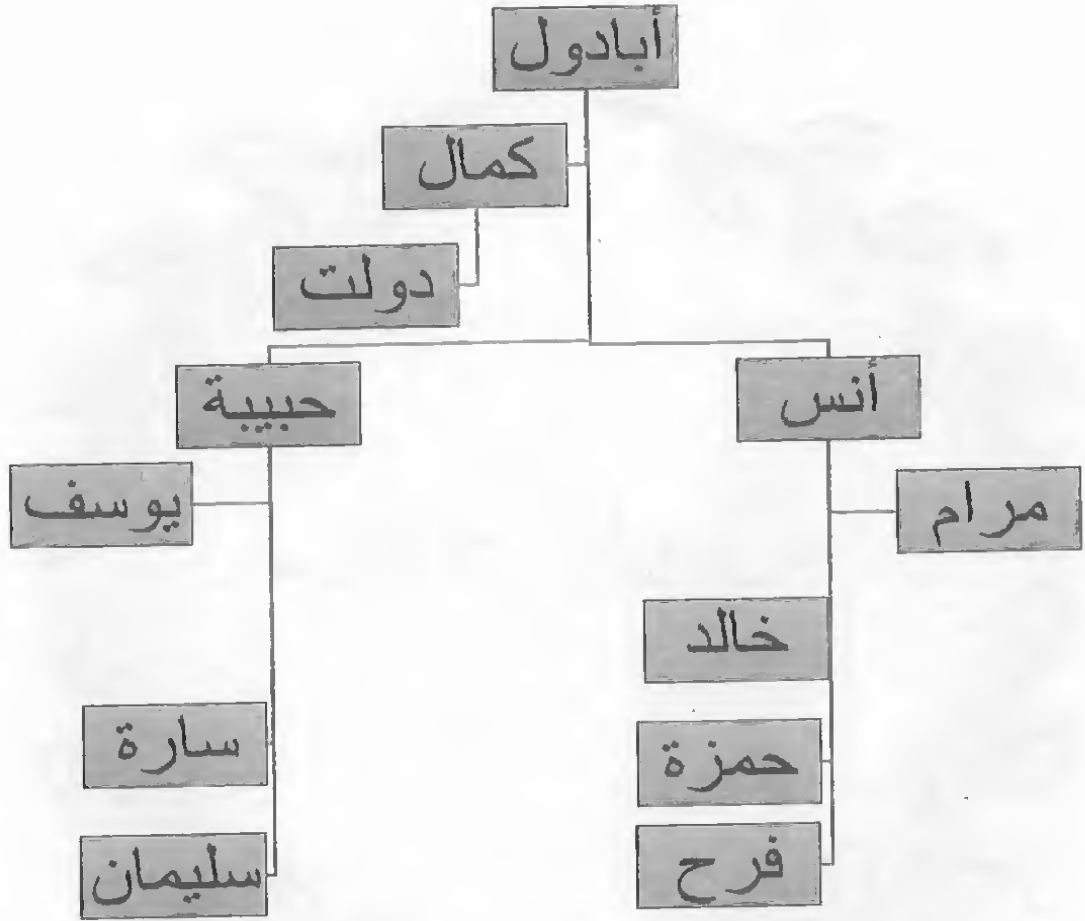 أبادول
كمال
دولت
أنس
حبيبة
مرام
يوسف
خالد
حمزة
فرح
سارة
سليمان